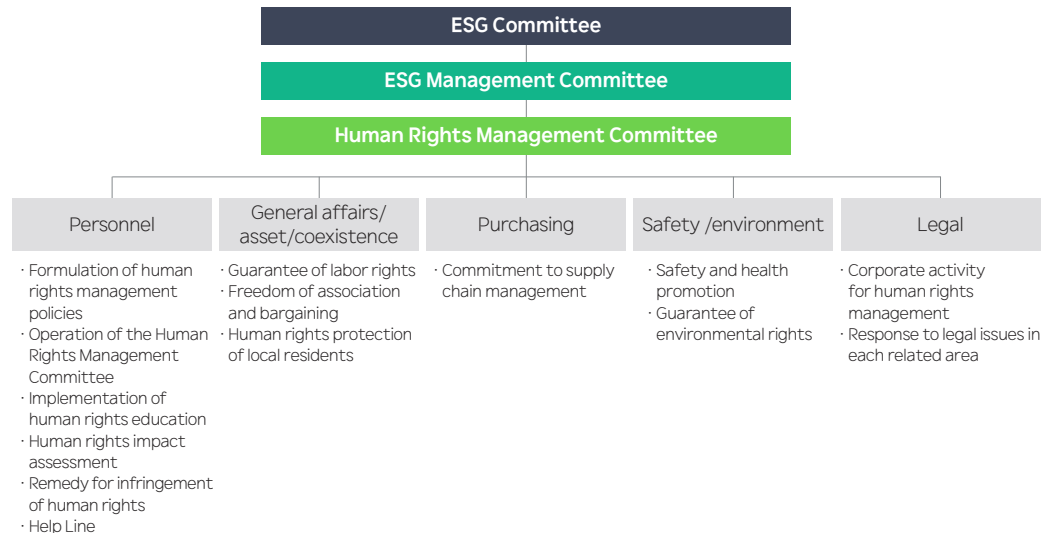 ESG Committee
ESG Management Committee
Human Rights Management Committee
Personnel
· Formulation of human
rights management
policies
· Operation of the Human
Rights Management
Committee
· Implementation of
human rights education
· Human rights impact
assessment
· Remedy for infringement
of human rights
· Help Line
General affairs/
asset/coexistence
· Guarantee of labor rights
· Freedom of association
and bargaining
· Human rights protection
of local residents
Purchasing
· Commitment to supply
chain management
Safety /environment
· Safety and health
promotion
· Guarantee of
environmental rights
Legal
· Corporate activity
for human rights
management
· Response to legal issues in
each related area